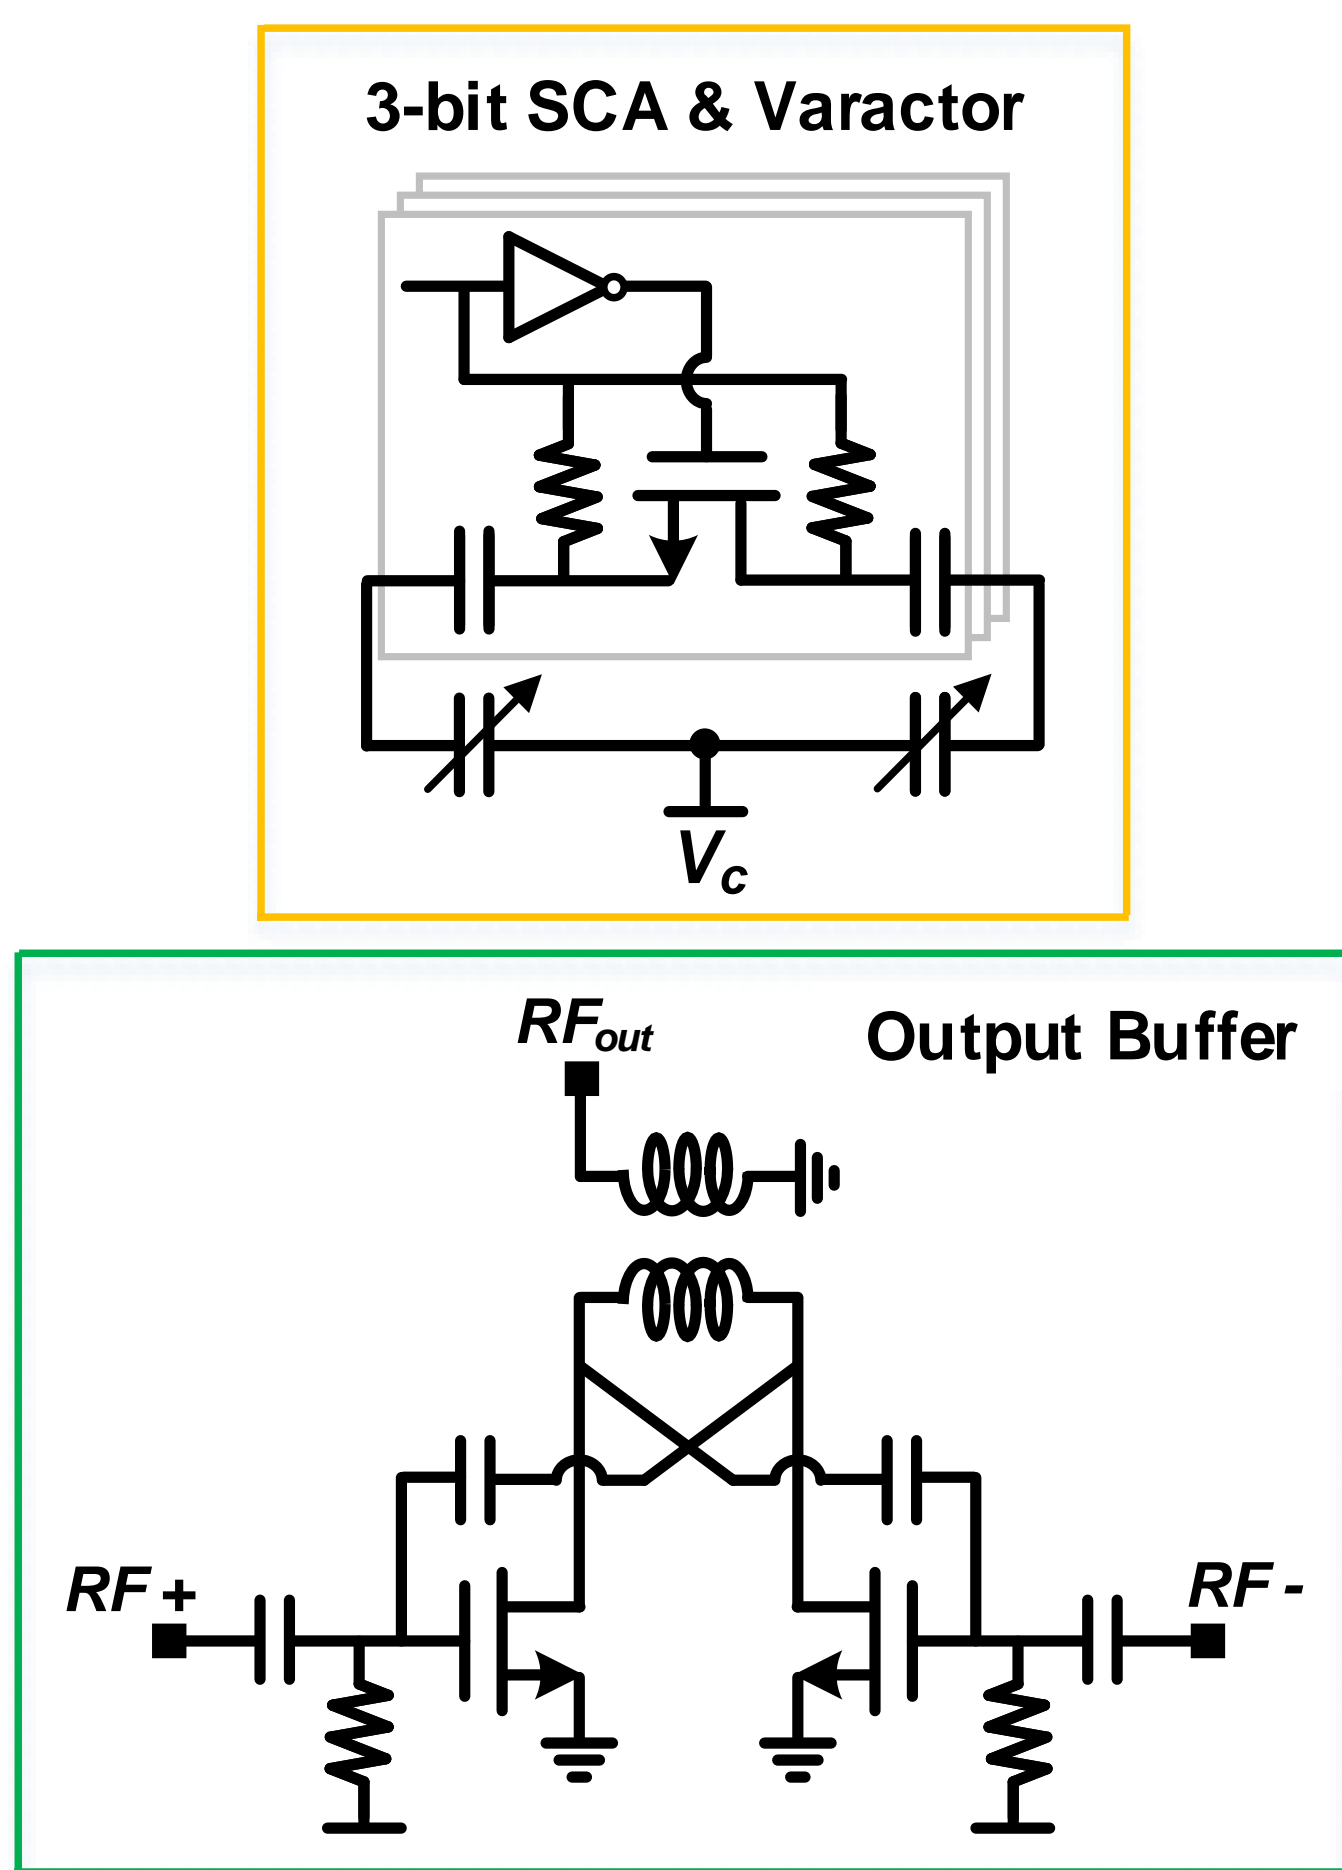 3-bit SCA & Varactor
Vc
RFout
Output Buffer
RF+
RF-